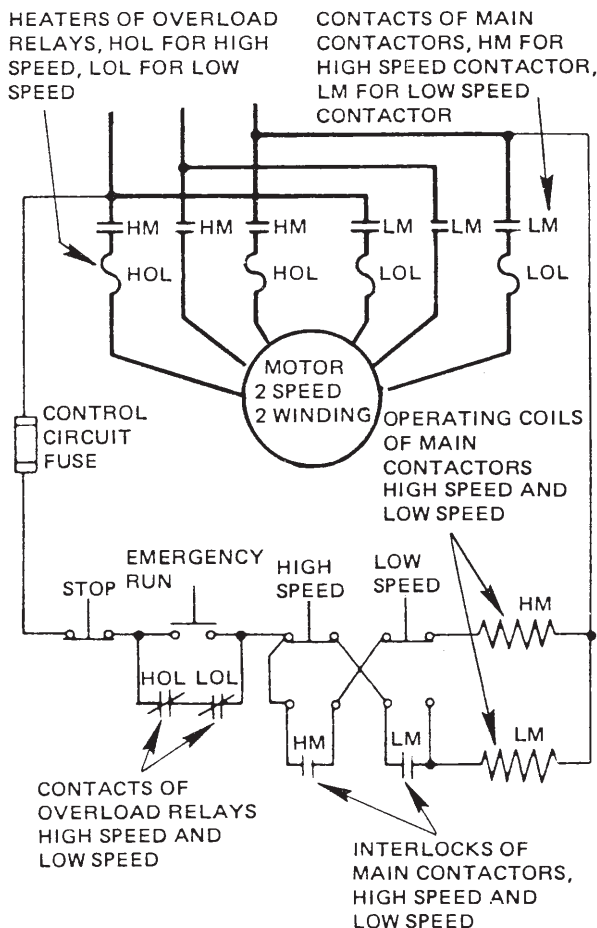 HEATERS OF OVERLOAD
RELAYS, HOL FOR HIGH
SPEED, LOL FOR LOW
SPEED
CONTACTS OF MAIN
CONTACTORS, HM FOR
HIGH SPEED CONTACTOR,
LM FOR LOW SPEED
CONTACTOR
HM HM HM LM LM LM
HOL HOL LOL LOL
MOTOR
2 SPEED
2 WINDING
CONTROL
CIRCUIT
FUSE
OPERATING COILS
OF MAIN
CONTACTORS
HIGH SPEED AND
LOW SPEED
STOP
EMERGENCY
RUN
HIGH
SPEED
LOW
SPEED
HM
HOL LOL
HM
LM
LM
CONTACTS OF
OVERLOAD RELAYS
HIGH SPEED AND
LOW SPEED
INTERLOCKS OF
MAIN CONTACTORS,
HIGH SPEED AND
LOW SPEED